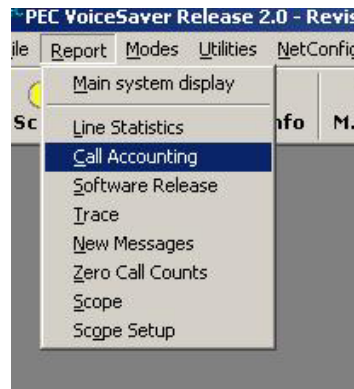 PEC VoiceSaver Release 2.0 - Revis
ile Report Modes Utilities NetConfig
Main system display
Sc nfo M.
Line Statistics
Call Accounting
Software Release
Trace
New Messages
Zero Call Counts
Scope
Scope Setup